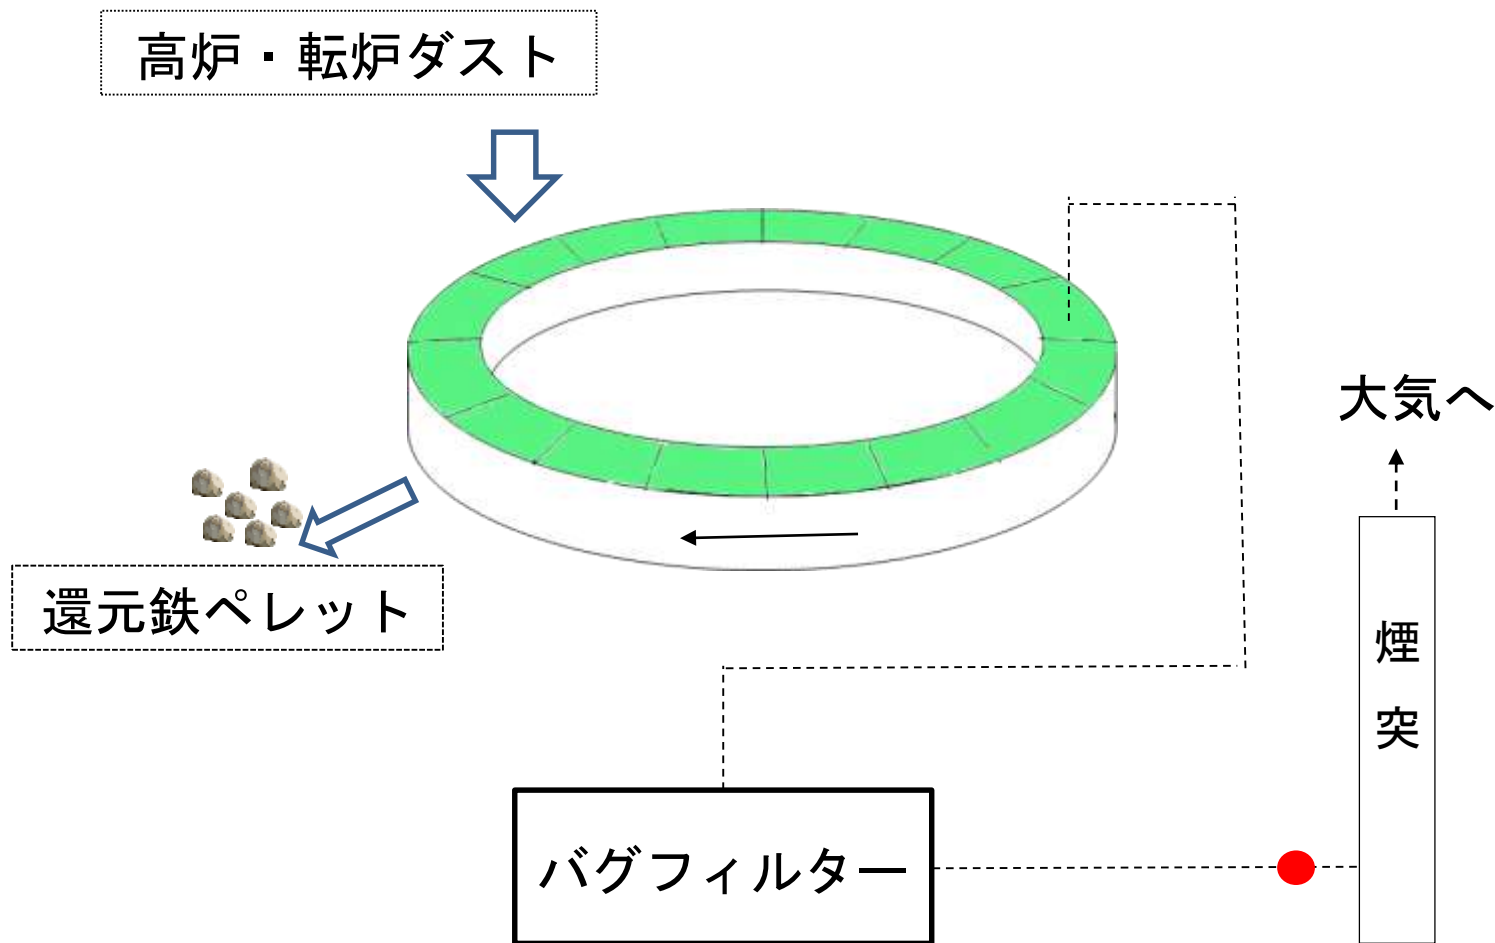 高炉・転炉ダスト
大気へ
還元鉄ペレット
煙突
バグフィルター